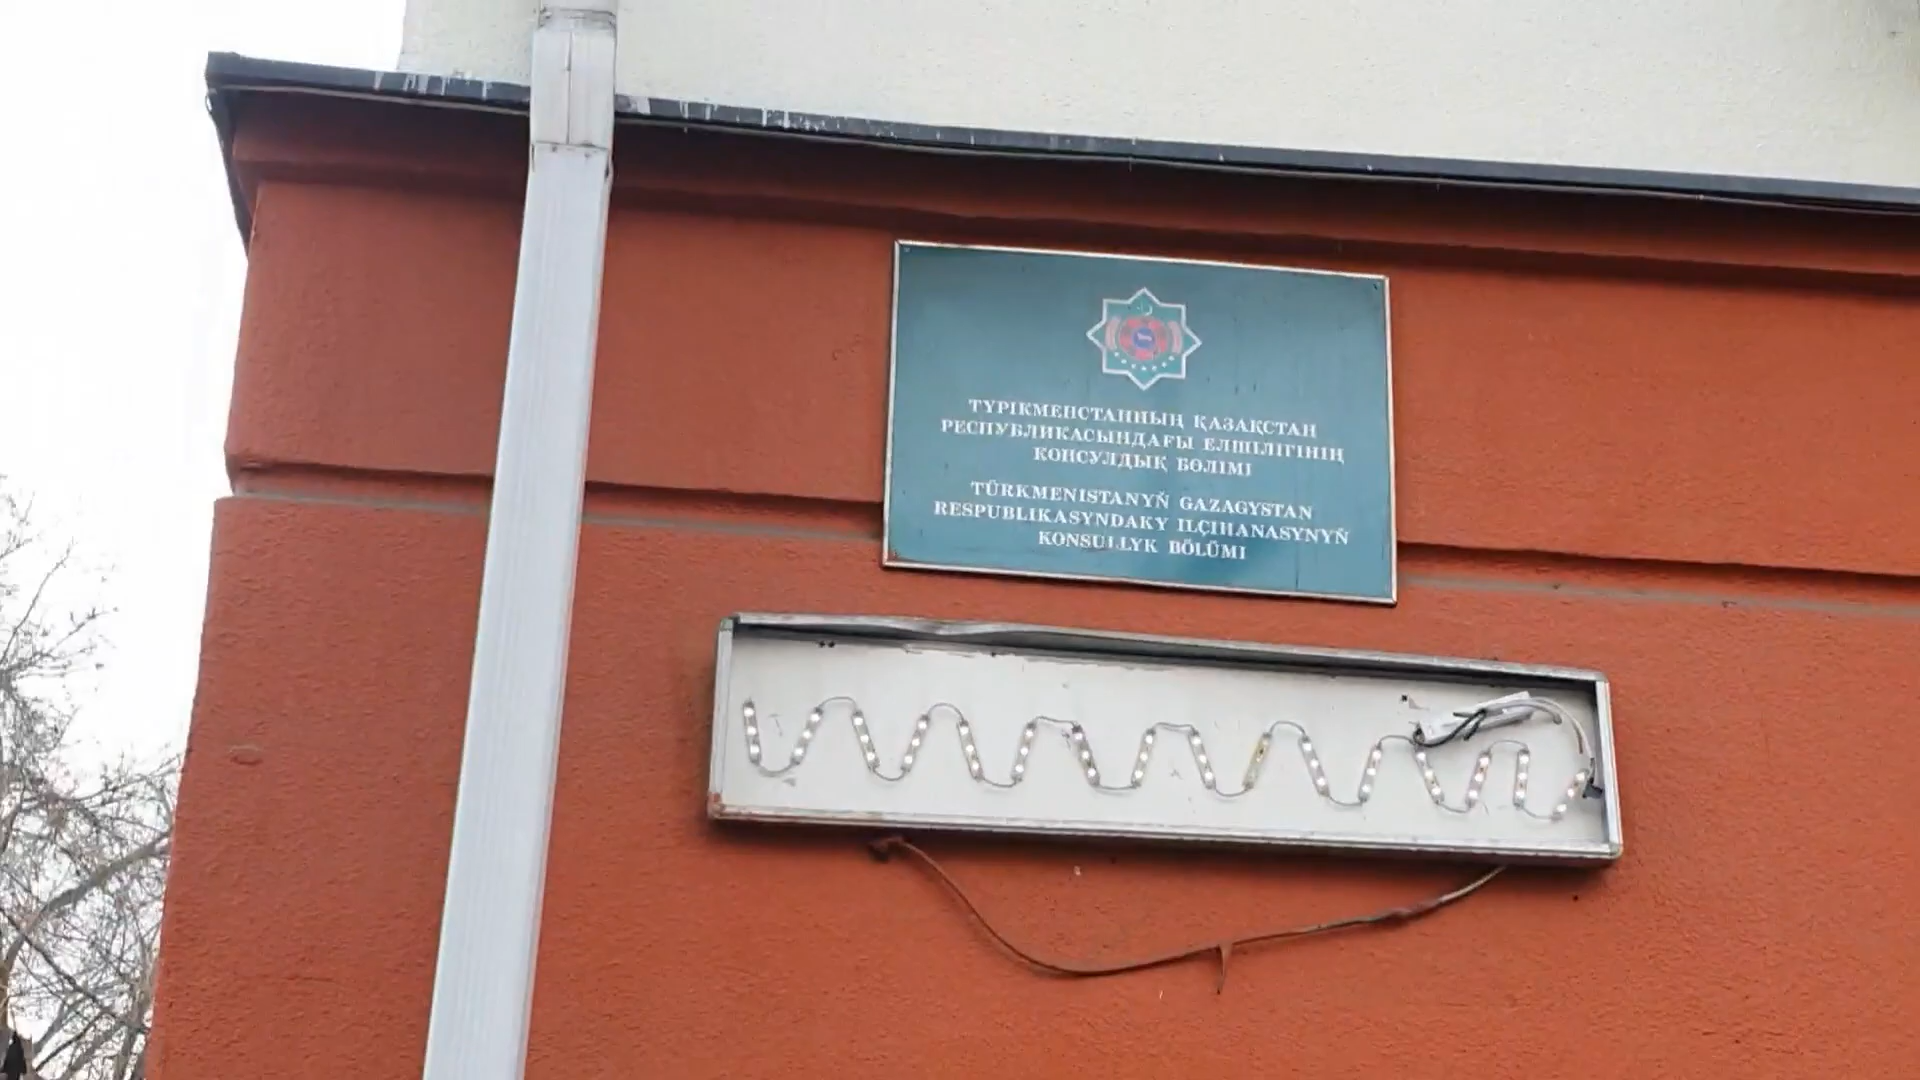 ТҮРІКМЕНСТАННЫҢ ҚАЗАҚСТАН
РЕСПУБЛИКАСЫНДАҒЫ ЕЛШІЛІГІНІҢ
КОНСУЛДЫҚ БӨЛІМІ
TÜRKMENISTANYŇ GAZAGYSTAN
RESPUBLIKASYNDAKY ILÇIHANASYNYŇ
KONSULLYK BÖLÜMI